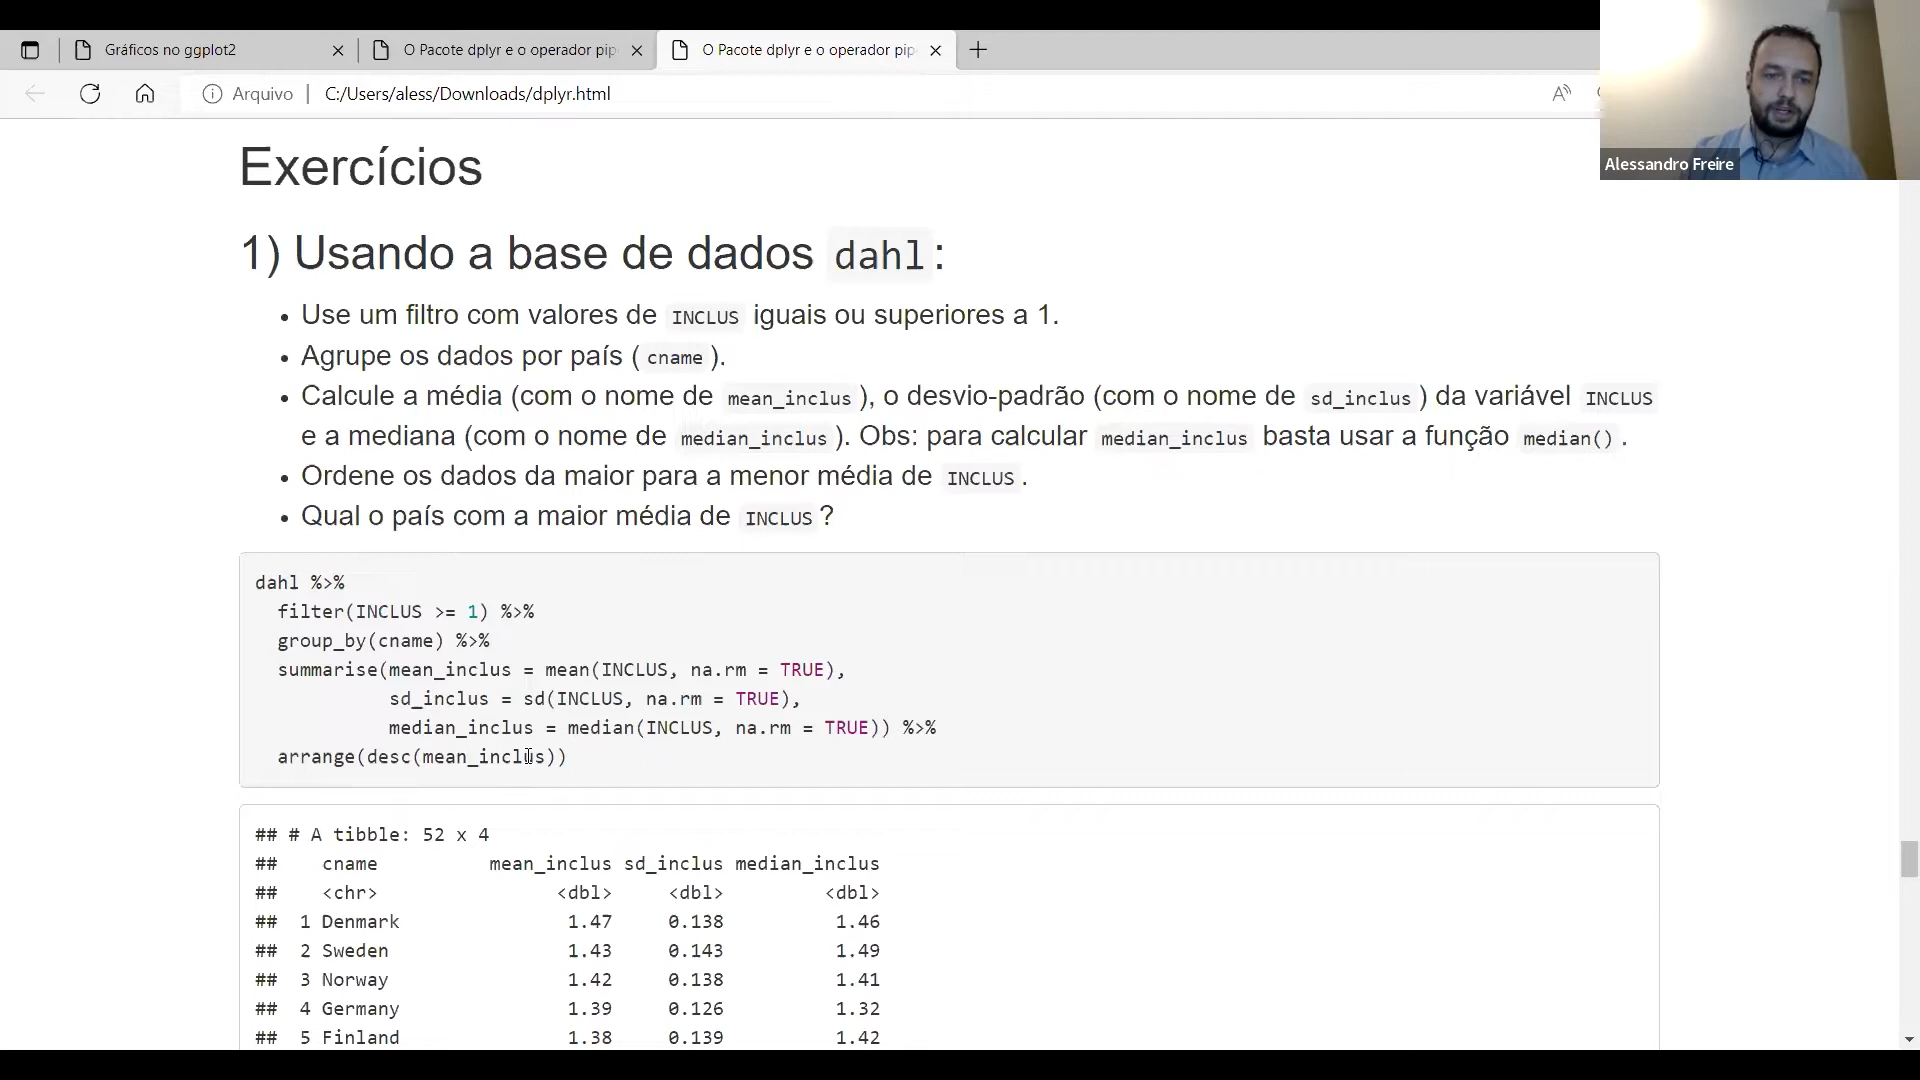 Gráficos no ggplot2
O Pacote dplyr e o operador pip
O Pacote dplyr e o operador pip
Arquivo | C:/Users/aless/Downloads/dplyr.html
Alessandro Freire
Exercícios
1) Usando a base de dados dahl:
• Use um filtro com valores de INCLUS iguais ou superiores a 1.
• Agrupe os dados por país ( cname ).
• Calcule a média (com o nome de mean_inclus ), o desvio-padrão (com o nome de sd_inclus ) da variável INCLUS
e a mediana (com o nome de median_inclus ). Obs: para calcular median_inclus basta usar a função median() .
• Ordene os dados da maior para a menor média de INCLUS .
• Qual o país com a maior média de INCLUS ?
dahl %>%
filter(INCLUS >= 1) %>%
group_by(cname) %>%
summarise(mean_inclus = mean(INCLUS, na.rm = TRUE),
sd_inclus = sd(INCLUS, na.rm = TRUE),
median_inclus = median(INCLUS, na.rm = TRUE)) %>%
arrange(desc(mean_inclus))
## # A tibble: 52 x 4
## cname mean_inclus sd_inclus median_inclus
## <chr> <dbl> <dbl> <dbl>
## 1 Denmark 1.47 0.138 1.46
## 2 Sweden 1.43 0.143 1.49
## 3 Norway 1.42 0.138 1.41
## 4 Germany 1.39 0.126 1.32
## 5 Finland 1.38 0.139 1.42